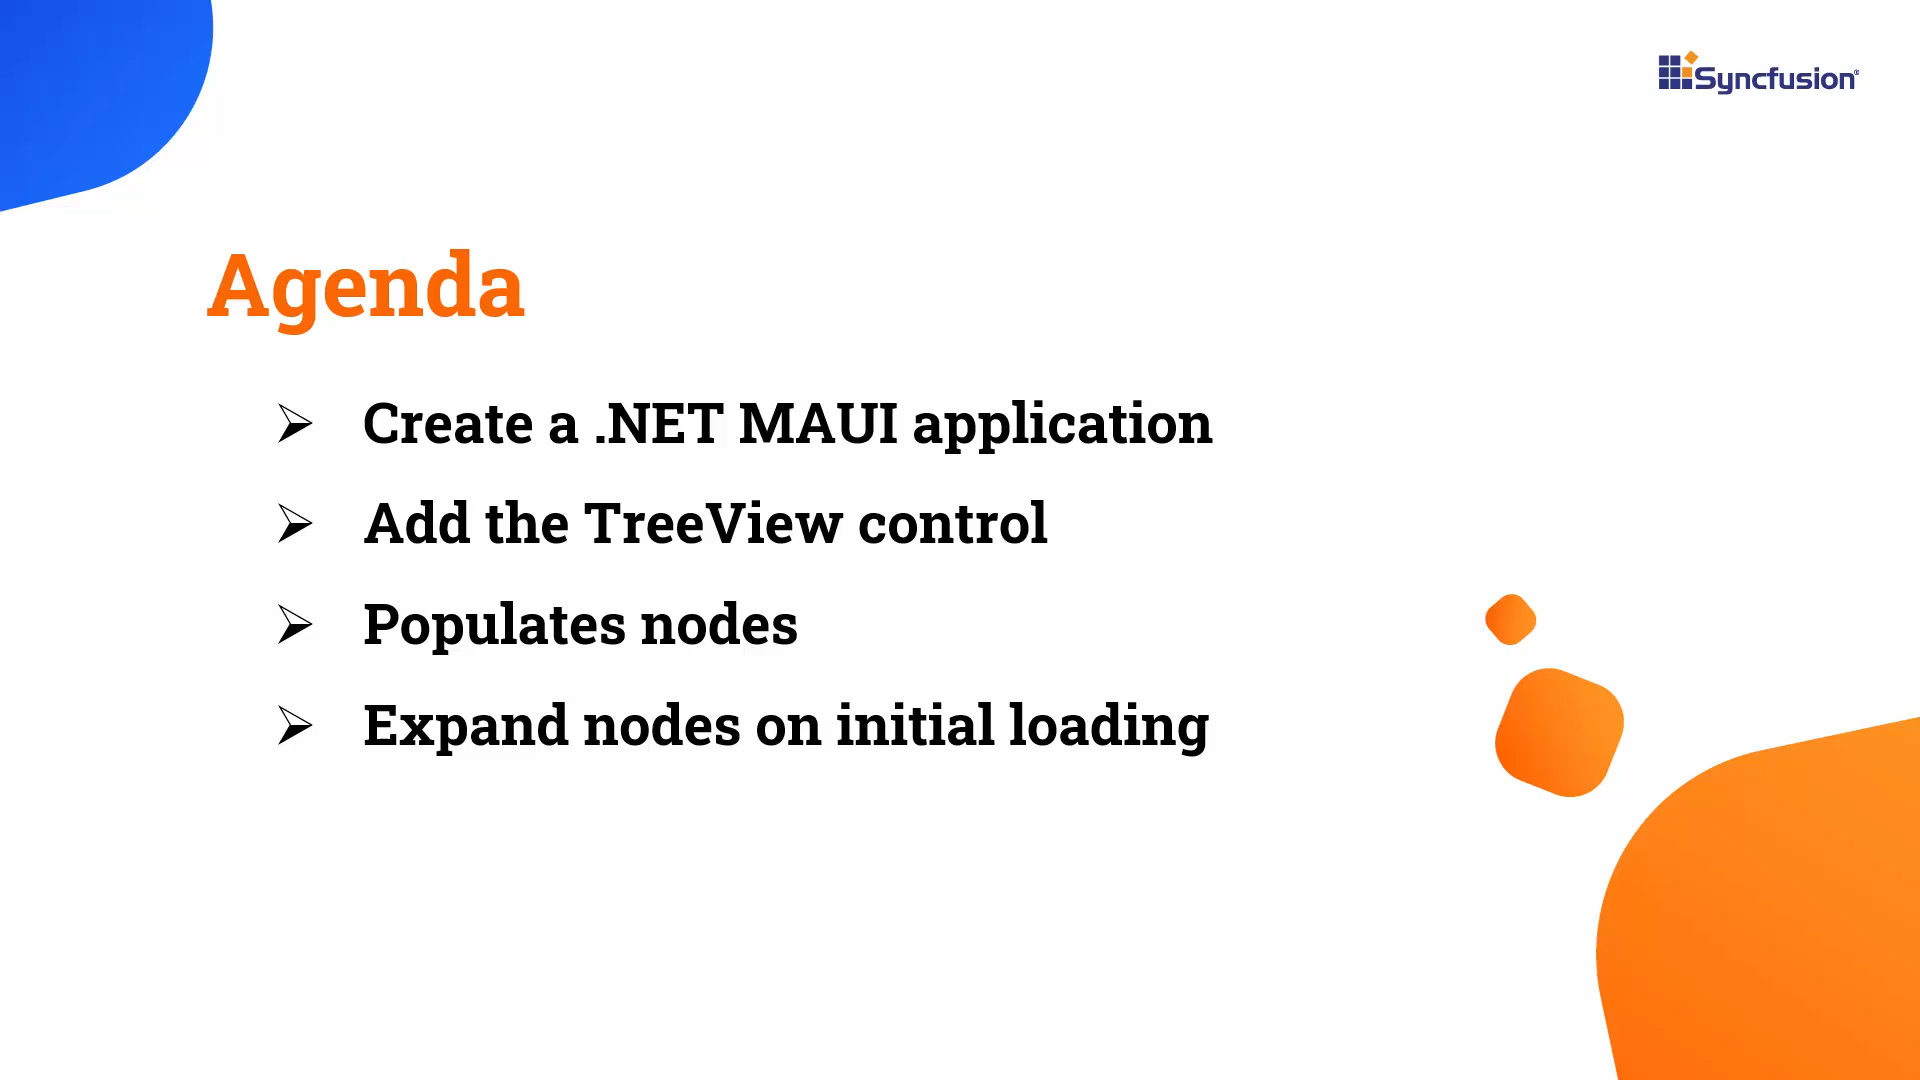 Syncfusion®
Agenda
➢ Create a .NET MAUI application
➢ Add the TreeView control
➢ Populates nodes
➢ Expand nodes on initial loading